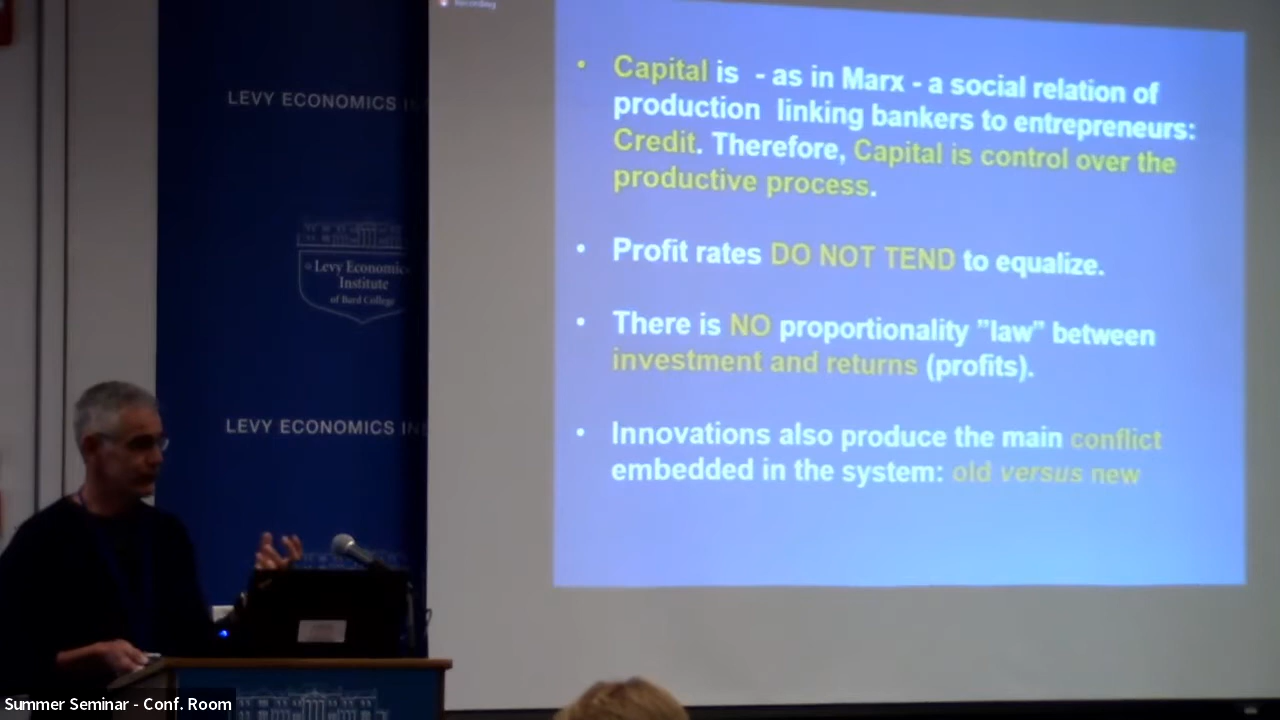 Recording
LEVY ECONOMICS
Levy Economic
Institute
of Bard College
LEVY ECONOMICS IN
• Capital is - as in Marx - a social relation of
production linking bankers to entrepreneurs:
Credit. Therefore, Capital is control over the
productive process.
• Profit rates DO NOT TEND to equalize.
• There is NO proportionality ”law” between
investment and returns (profits).
• Innovations also produce the main conflict
embedded in the system: old versus new
Summer Seminar - Conf. Room